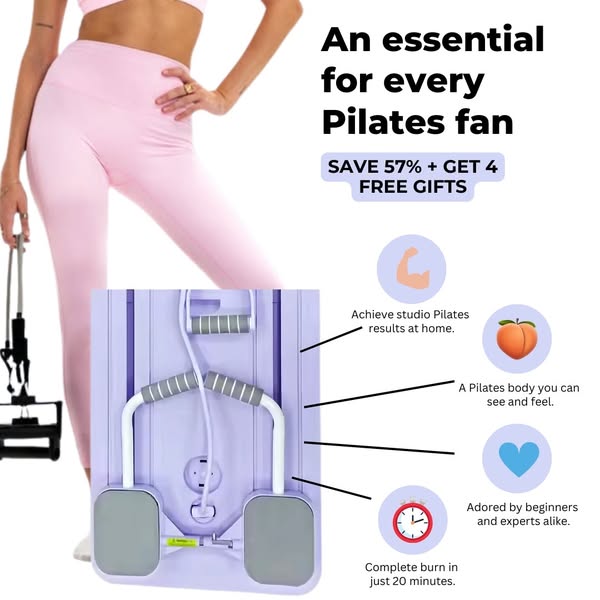 An essential
for every
Pilates fan
SAVE 57% + GET 4
FREE GIFTS
Achieve studio Pilates
results at home.
A Pilates body you can
see and feel.
Adored by beginners
and experts alike.
Complete burn in
just 20 minutes.